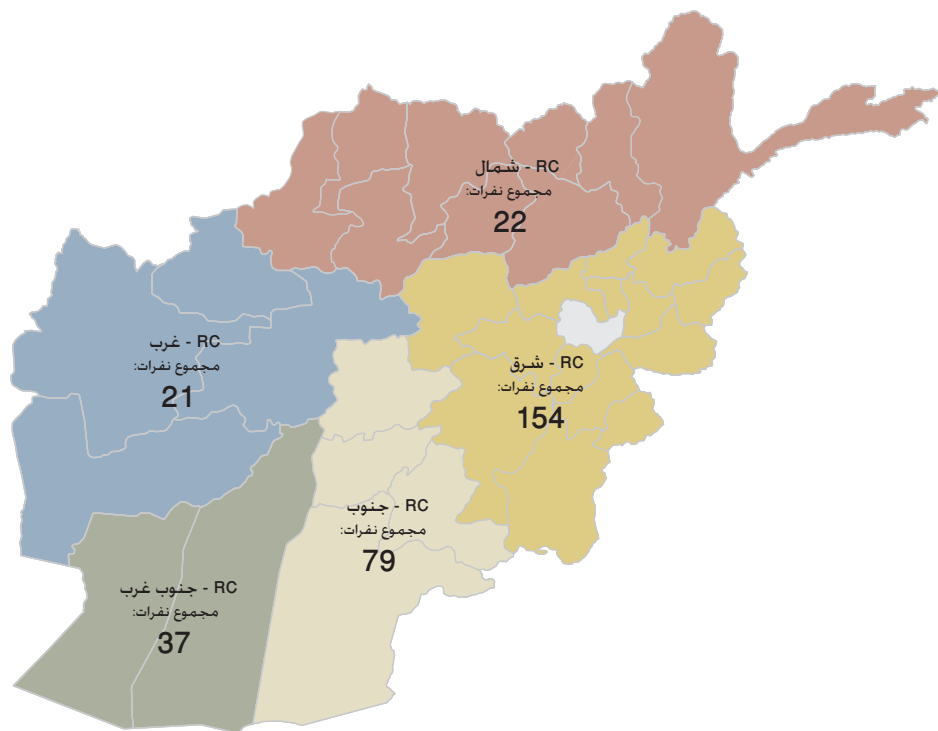 RC - شمال
مجموع نفرات:
22
RC - غرب
مجموع نفرات:
21
RC - شرق
مجموع نفرات:
154
RC - جنوب
مجموع نفرات:
79
RC - جنوب غرب
مجموع نفرات:
37